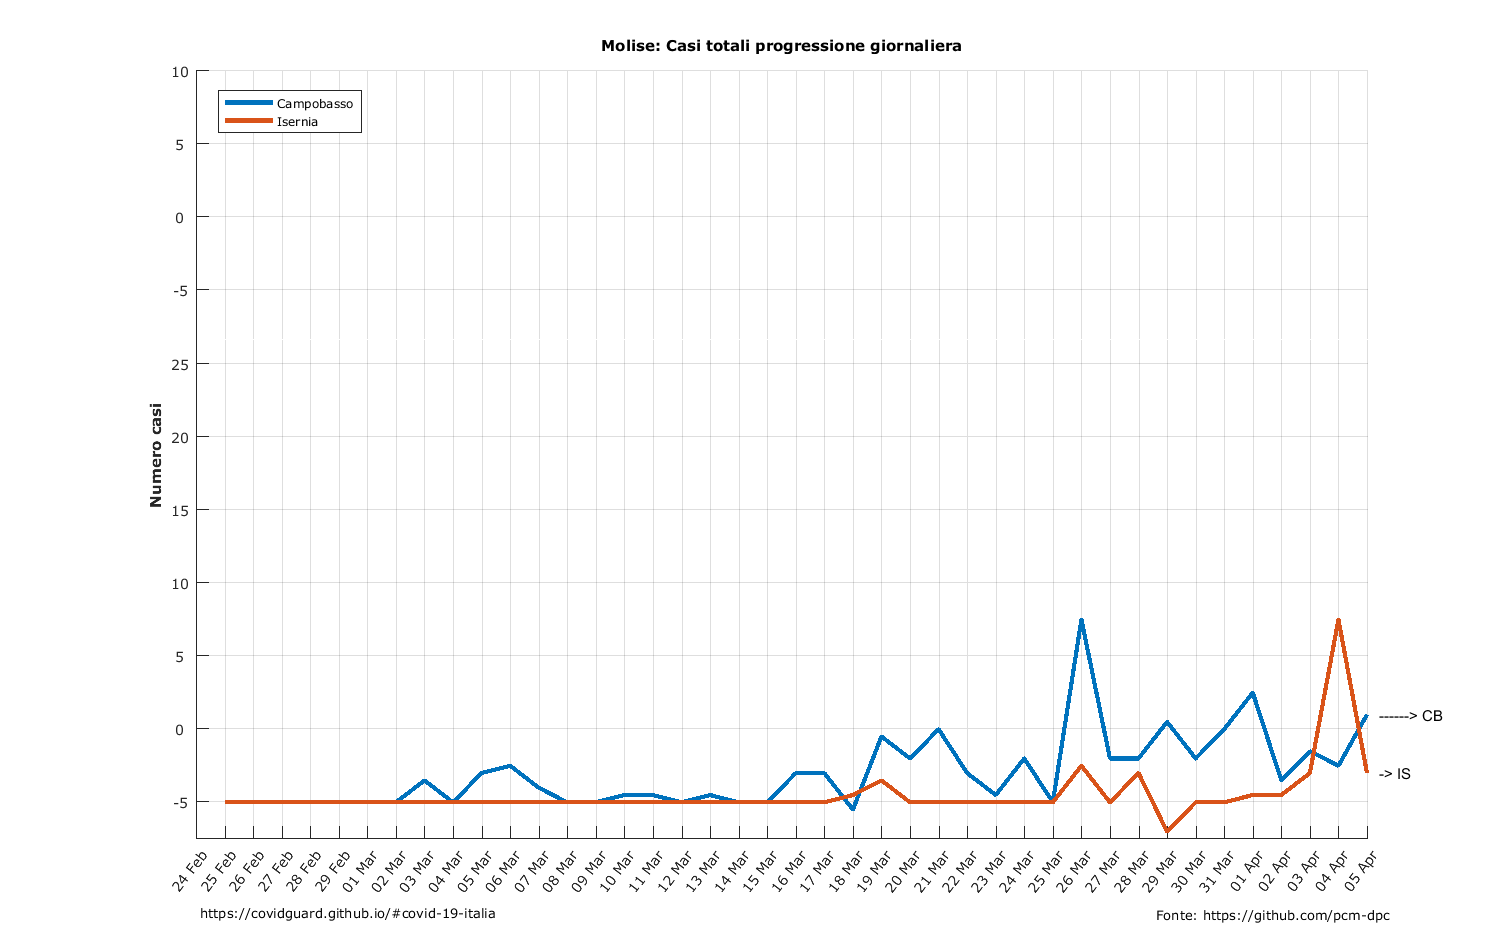 Molise: Casi totali progressione giornaliera
Campobasso
Isernia
Numero casi
10
5
0
-5
25
20
15
10
5
0
-5
------> CB
-> IS
24 Feb
25 Feb
26 Feb
27 Feb
28 Feb
29 Feb
01 Mar
02 Mar
03 Mar
04 Mar
05 Mar
06 Mar
07 Mar
08 Mar
09 Mar
10 Mar
11 Mar
12 Mar
13 Mar
14 Mar
15 Mar
16 Mar
17 Mar
18 Mar
19 Mar
20 Mar
21 Mar
22 Mar
23 Mar
24 Mar
25 Mar
26 Mar
27 Mar
28 Mar
29 Mar
30 Mar
31 Mar
01 Apr
02 Apr
03 Apr
04 Apr
05 Apr
https://covidguard.github.io/#covid-19-italia
Fonte: https://github.com/pcm-dpc